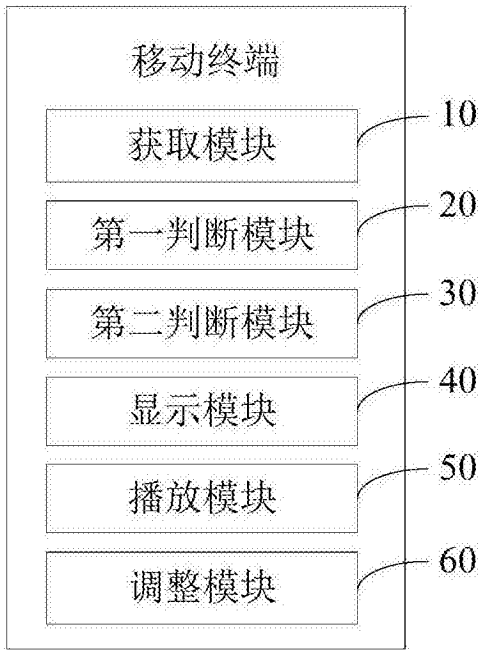 移动终端
获取模块 10
第一判断模块 20
第二判断模块 30
显示模块 40
播放模块 50
调整模块 60